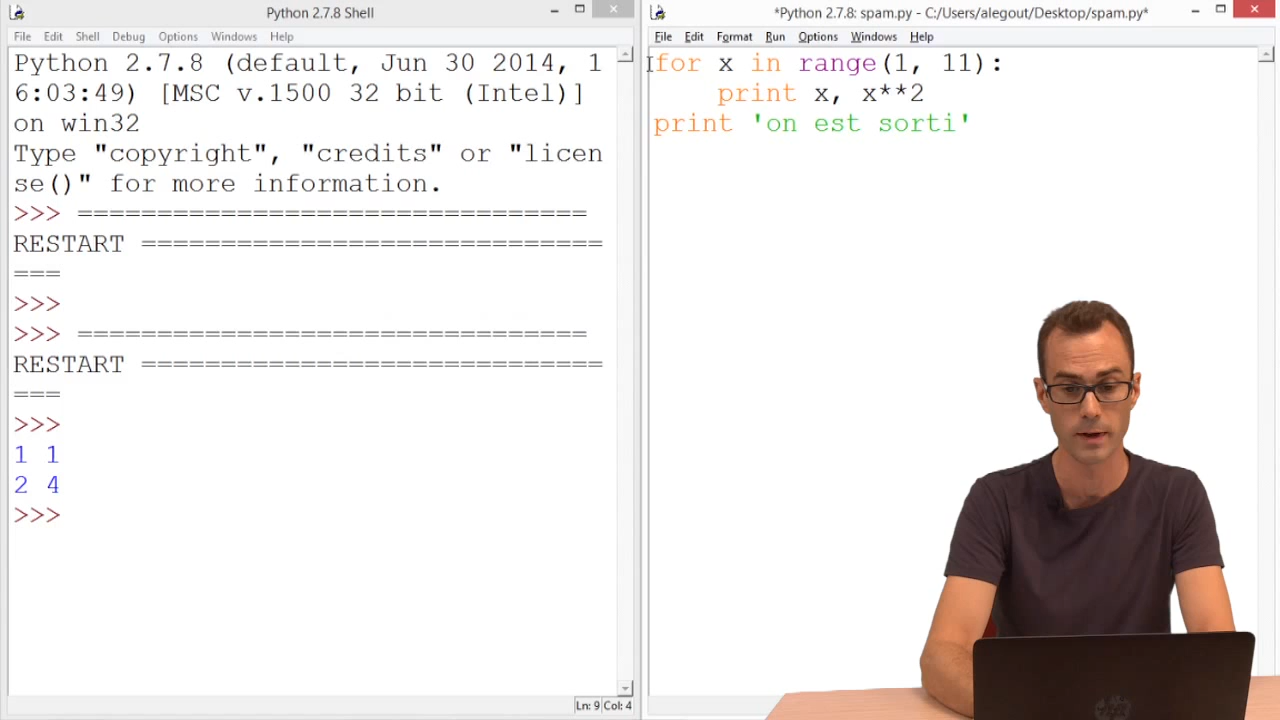 Python 2.7.8 Shell
File Edit Shell Debug Options Windows Help
Python 2.7.8 (default, Jun 30 2014, 1
6:03:49) [MSC v.1500 32 bit (Intel)]
on win32
Type "copyright", "credits" or "licen
se()" for more information.
>>> ================================
RESTART =============================
===
>>>
>>> ================================
RESTART =============================
===
>>>
1 1
2 4
>>>
Ln: 9 Col: 4
*Python 2.7.8: spam.py - C:/Users/alegout/Desktop/spam.py*
File Edit Format Run Options Windows Help
for x in range(1, 11):
    print x, x**2
print 'on est sorti'